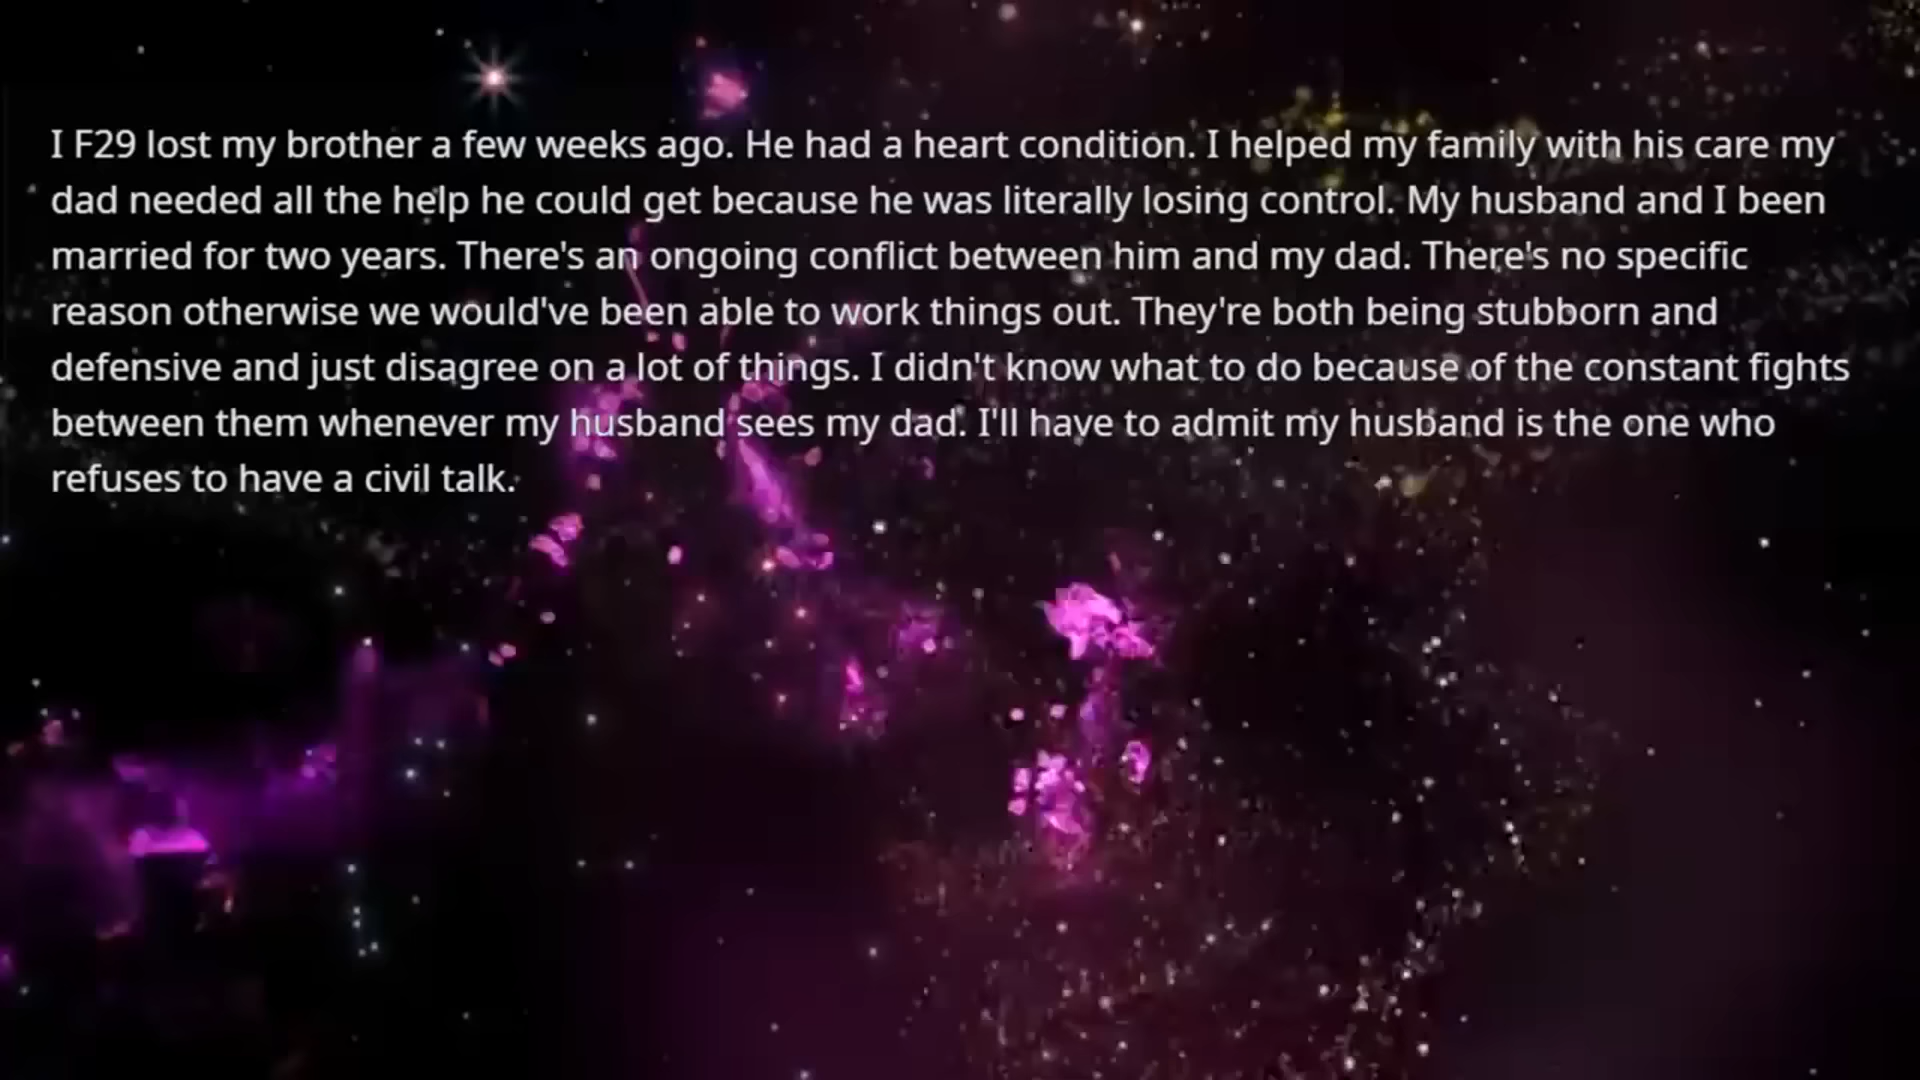 I F29 lost my brother a few weeks ago. He had a heart condition. I helped my family with his care my
dad needed all the help he could get because he was literally losing control. My husband and I been
married for two years. There's an ongoing conflict between him and my dad. There's no specific
reason otherwise we would've been able to work things out. They're both being stubborn and
defensive and just disagree on a lot of things. I didn't know what to do because of the constant fights
between them whenever my husband sees my dad. I'll have to admit my husband is the one who
refuses to have a civil talk.